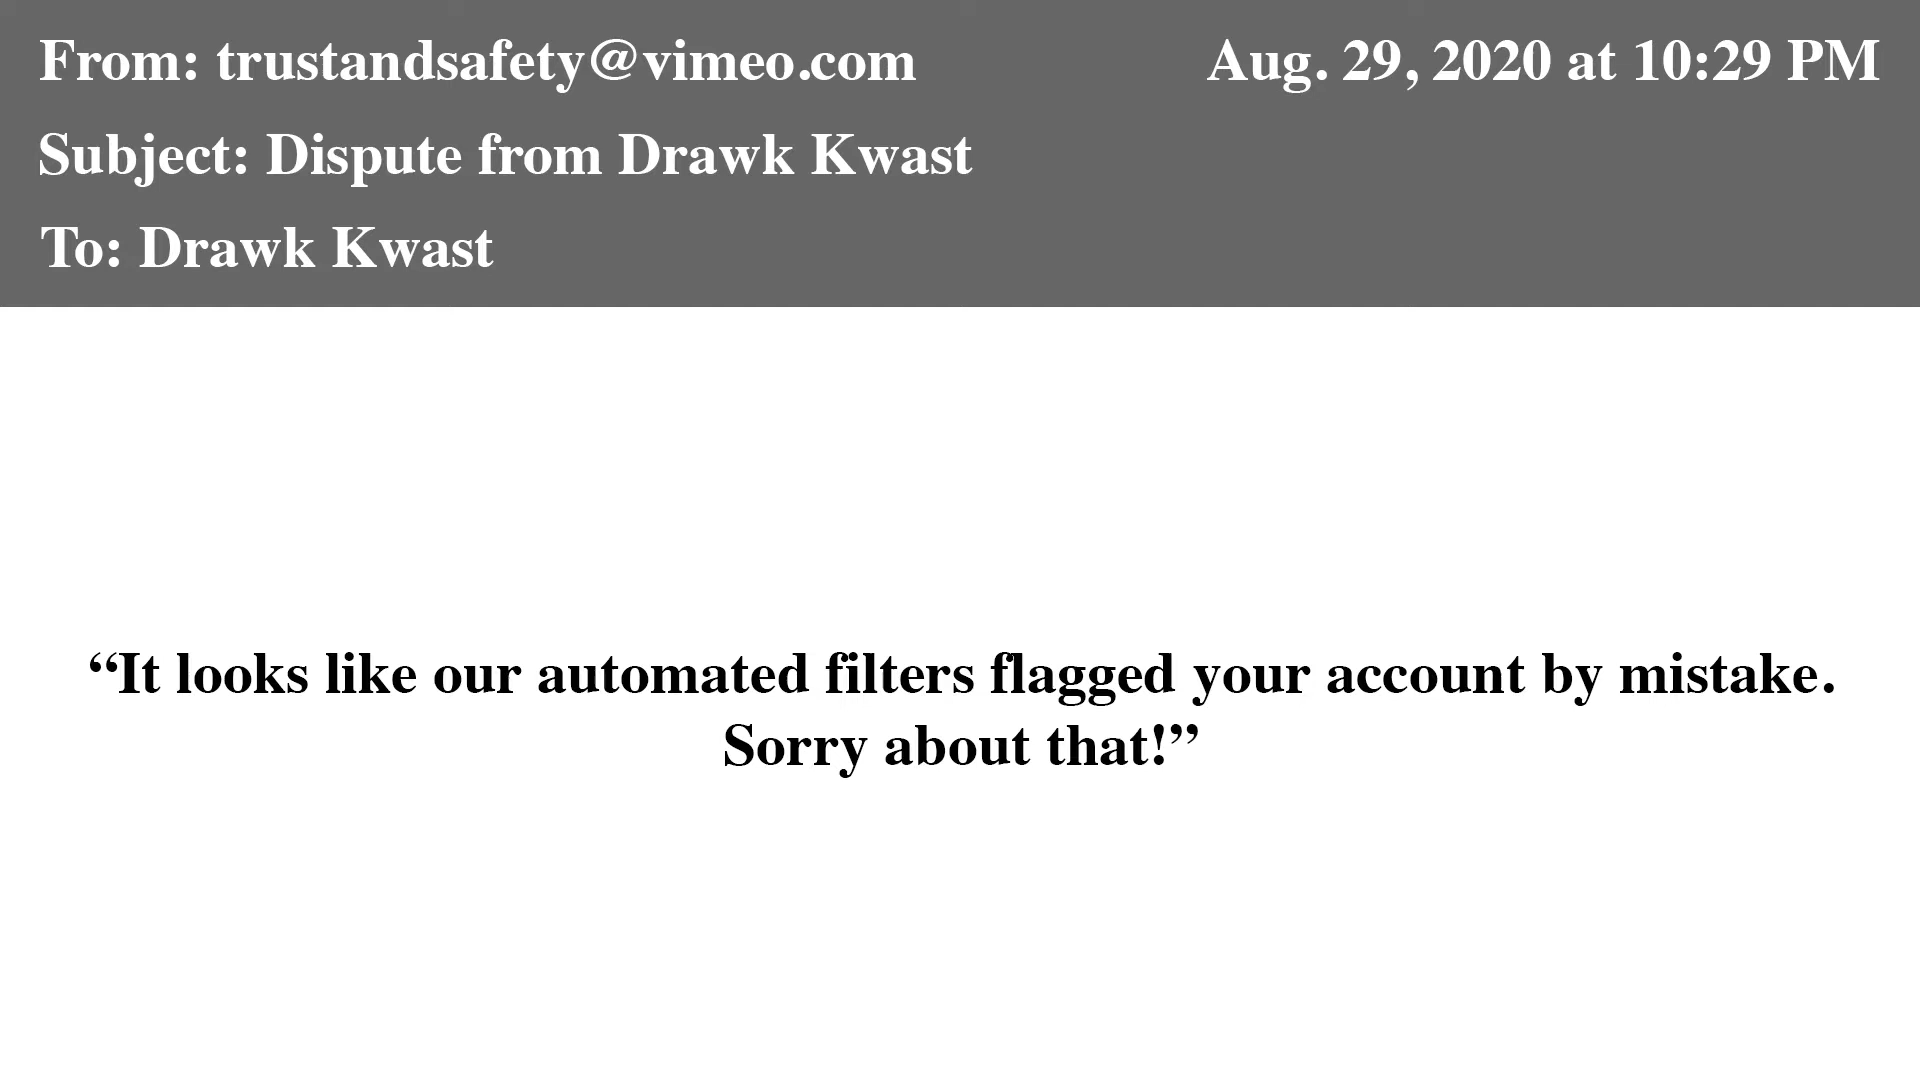 From: trustandsafety@vimeo.com
Aug. 29, 2020 at 10:29 PM
Subject: Dispute from Drawk Kwast
To: Drawk Kwast
“It looks like our automated filters flagged your account by mistake.
Sorry about that!”